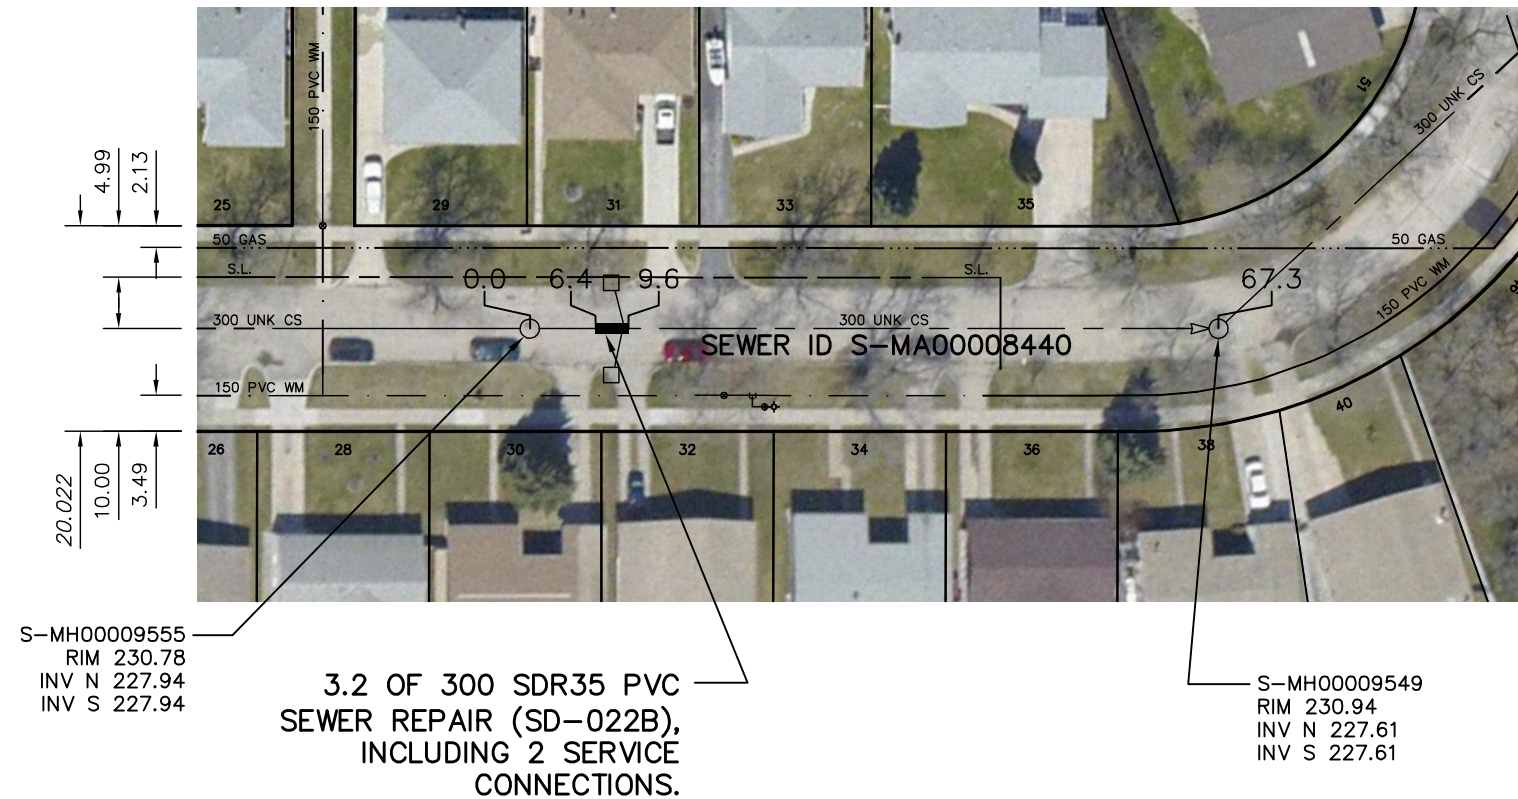 150 PVC WM
300 UNK CS
51
4.99
2.13
25
29
31
33
35
50 GAS
50 GAS
S.L.
S.L.
0.0
6.4
9.6
67.3
150 PVC WM
300 UNK CS
300 UNK CS
SEWER ID S-MA00008440
150 PVC WM
20.022
10.00
3.49
26
28
30
32
34
36
38
40
S-MH00009555
RIM 230.78
INV N 227.94
INV S 227.94
3.2 OF 300 SDR35 PVC
SEWER REPAIR (SD-022B),
INCLUDING 2 SERVICE
CONNECTIONS.
S-MH00009549
RIM 230.94
INV N 227.61
INV S 227.61